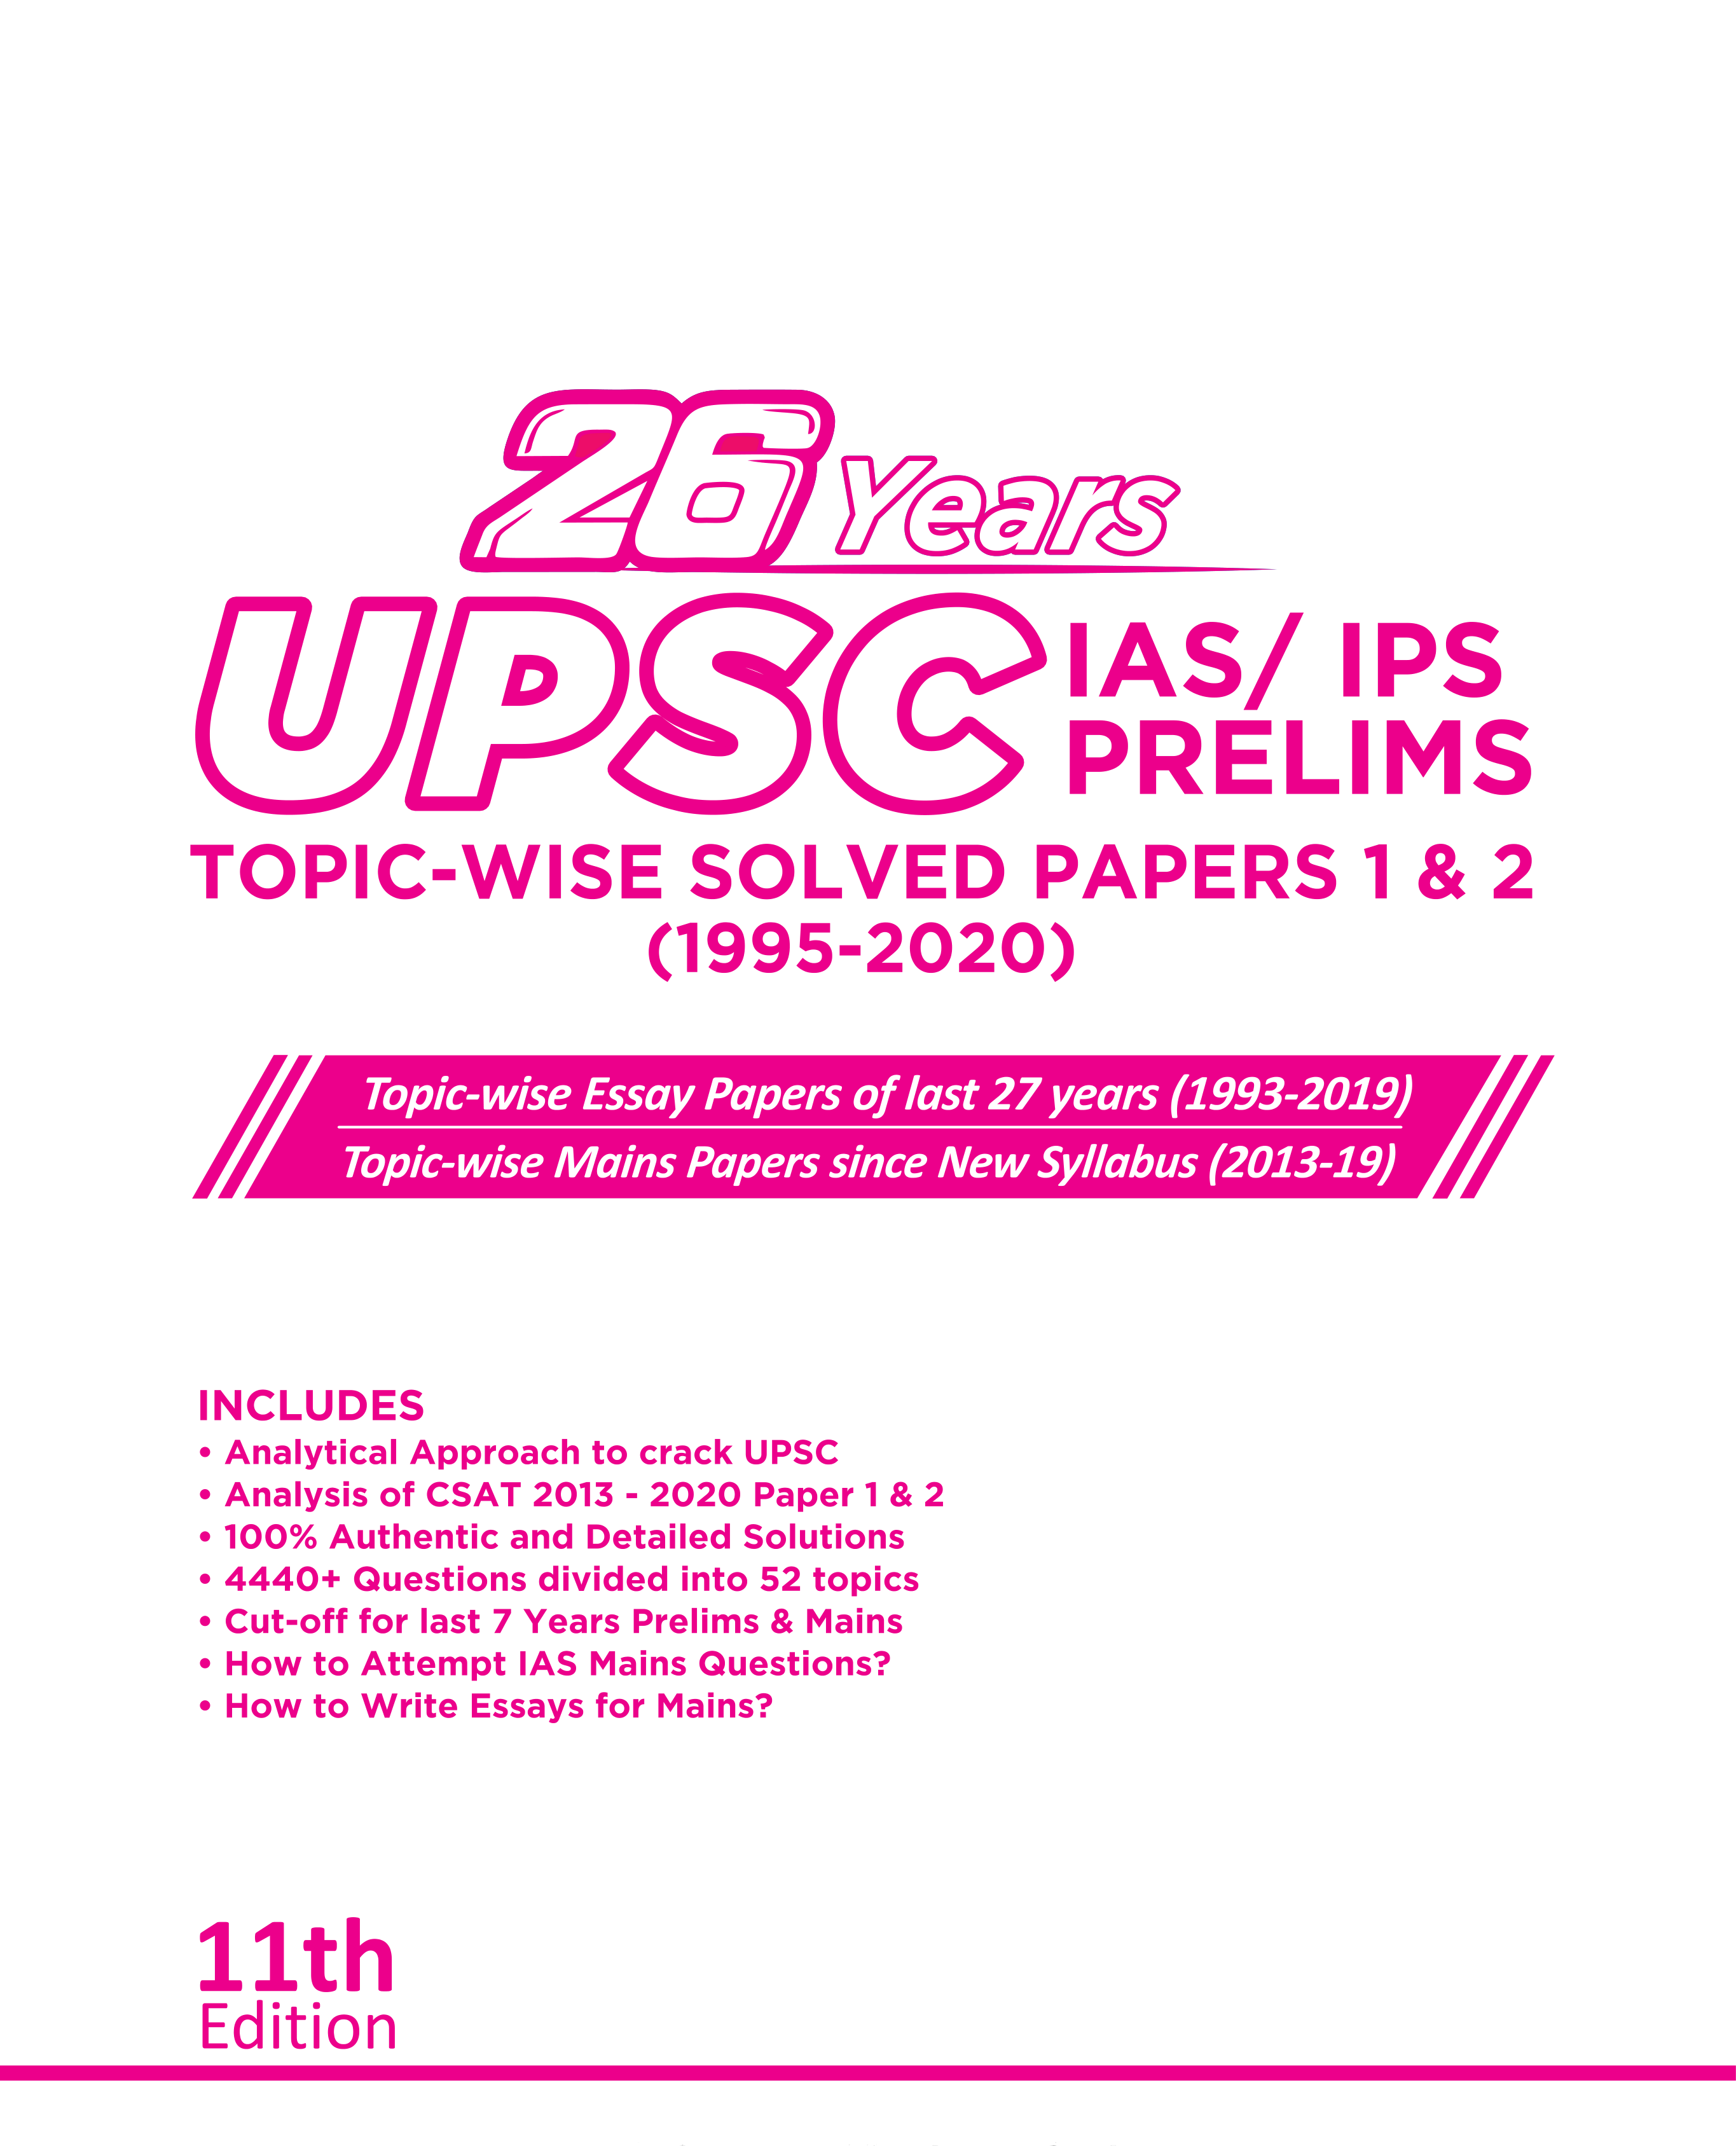 26 Years
UPSC IAS/ IPS
PRELIMS
TOPIC-WISE SOLVED PAPERS 1 & 2
(1995-2020)
Topic-wise Essay Papers of last 27 years (1993-2019)
Topic-wise Mains Papers since New Syllabus (2013-19)
INCLUDES
• Analytical Approach to crack UPSC
• Analysis of CSAT 2013 - 2020 Paper 1 & 2
• 100% Authentic and Detailed Solutions
• 4440+ Questions divided into 52 topics
• Cut-off for last 7 Years Prelims & Mains
• How to Attempt IAS Mains Questions?
• How to Write Essays for Mains?
11th
Edition